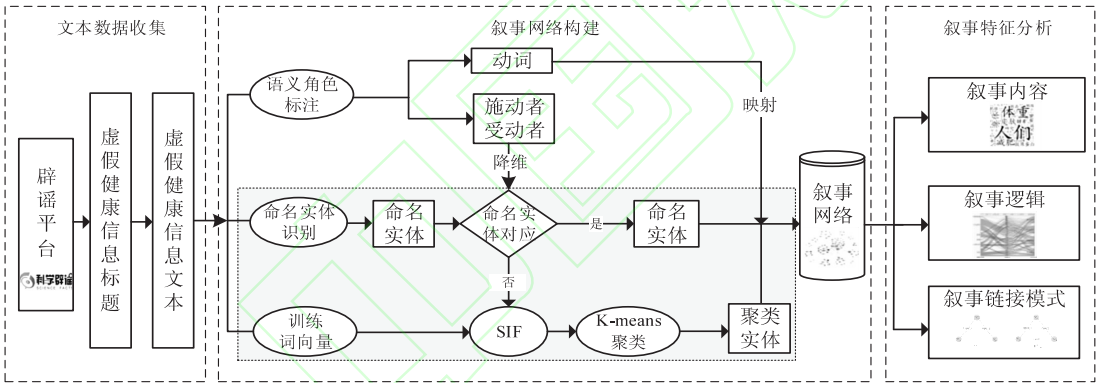 文本数据收集
辟谣平台
科学辟谣
虚假健康信息标题
虚假健康信息文本
叙事网络构建
语义角色
标注
动词
施动者
受动者
映射
降维
命名实体
识别
命名
实体
命名实
体对应
是
命名
实体
否
训练
词向量
SIF
K-means
聚类
聚类
实体
叙事
网络
叙事特征分析
叙事内容
体重
人们
叙事逻辑
叙事链接模式